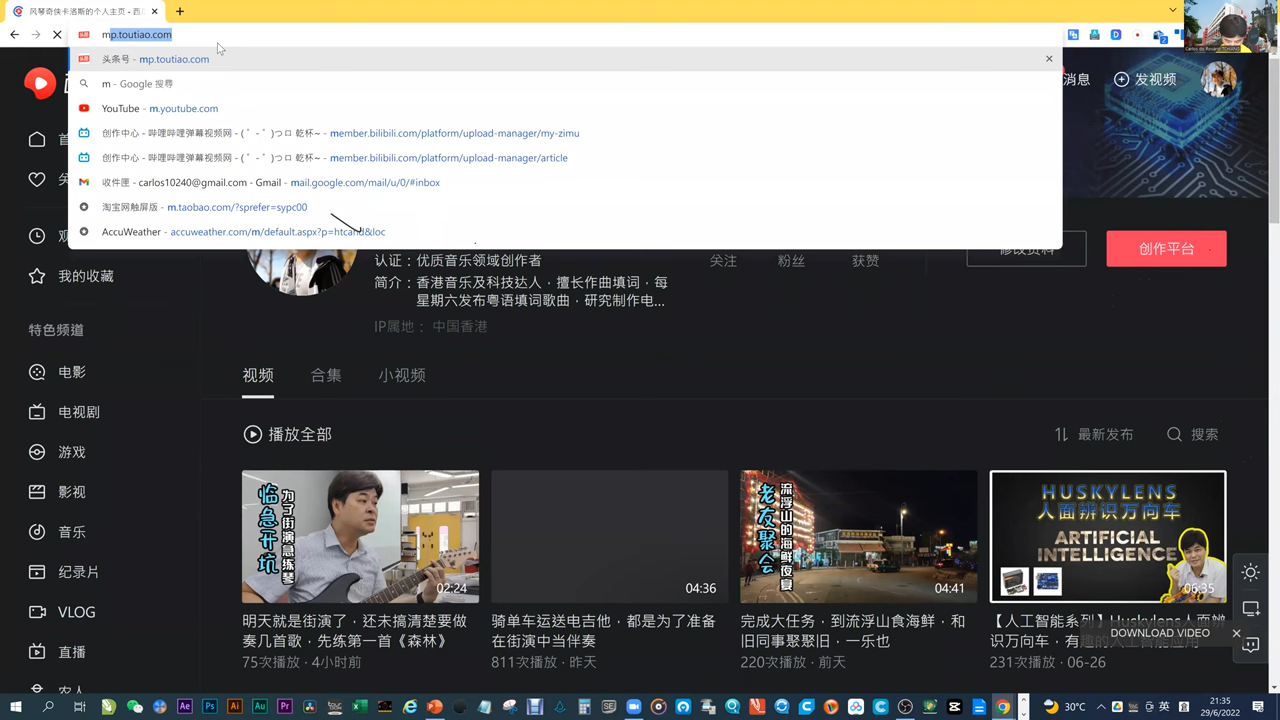 风琴奇侠卡洛斯的个人主页 - 西
mp.toutiao.com
头条号 - mp.toutiao.com
m - Google 搜尋
YouTube - m.youtube.com
创作中心 - 哔哩哔哩弹幕视频网 - ( ゜- ゜)つロ 乾杯~ - member.bilibili.com/platform/upload-manager/my-zimu
创作中心 - 哔哩哔哩弹幕视频网 - ( ゜- ゜)つロ 乾杯~ - member.bilibili.com/platform/upload-manager/article
收件匣 - carlos10240@gmail.com - Gmail - mail.google.com/mail/u/0/#inbox
淘宝网触屏版 - m.taobao.com/?sprefer=sypc00
AccuWeather - accuweather.com/m/default.aspx?p=htcand&loc
消息
发视频
我的收藏
特色频道
电影
电视剧
游戏
影视
音乐
纪录片
VLOG
直播
农人
认证：优质音乐领域创作者
关注
粉丝
获赞
修改资料
创作平台
简介：香港音乐及科技达人，擅长作曲填词，每
星期六发布粤语填词歌曲，研究制作电...
IP属地： 中国香港
视频
合集
小视频
播放全部
最新发布
搜索
临急开坑
为了街演急练琴
02:24
04:36
老友聚会
流浮山的海鲜夜宴
04:41
HUSKYLENS
人面辨识万向车
ARTIFICIAL
INTELLIGENCE
06:35
明天就是街演了，还未搞清楚要做
奏几首歌，先练第一首《森林》
75次播放 · 4小时前
骑单车运送电吉他，都是为了准备
在街演当中伴奏
811次播放 · 昨天
完成大任务，到流浮山食海鲜，和
旧同事聚聚旧，一乐也
220次播放 · 前天
【人工智能系列】Huskylens人面辨
识万向车，有趣的人工智能应用
231次播放 · 06-26
DOWNLOAD VIDEO
30°C
英
21:35
29/6/2022